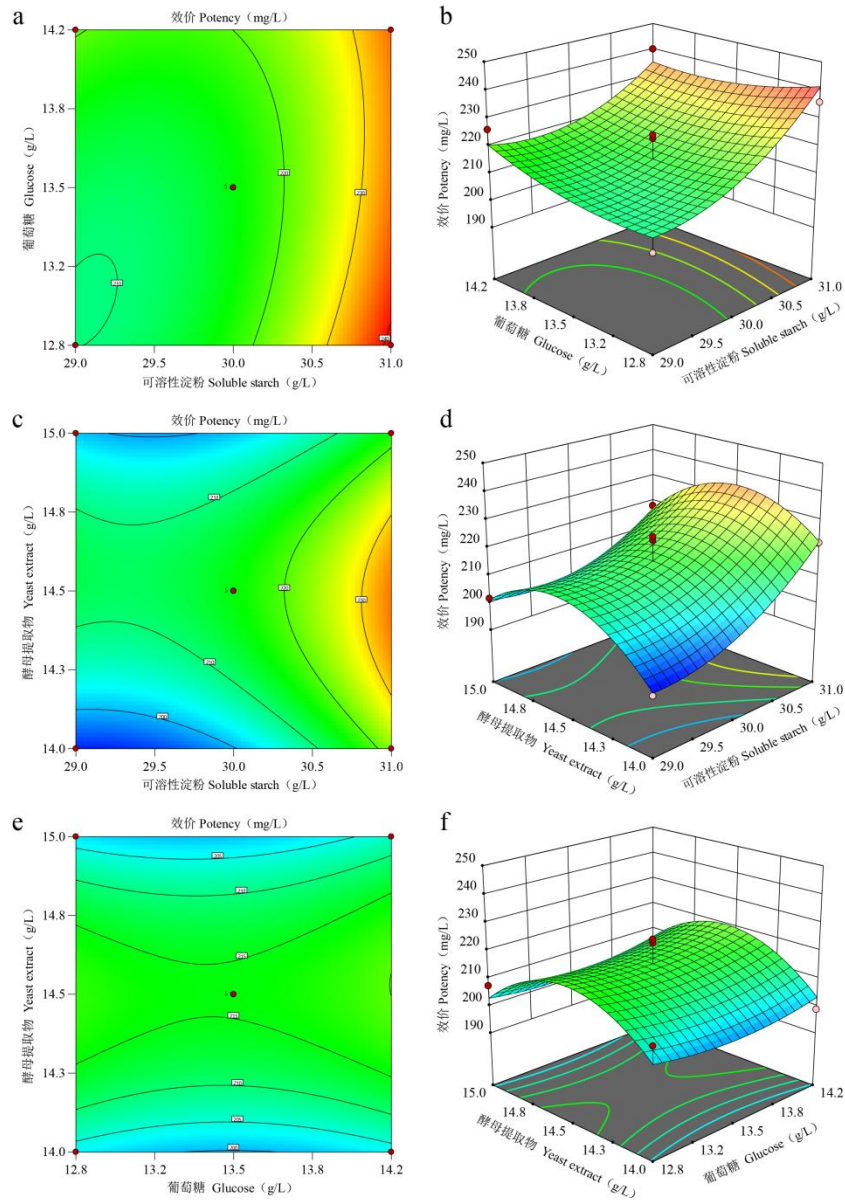 a
效价 Potency (mg/L)
葡萄糖 Glucose (g/L)
14.2
13.8
13.5
13.2
12.8
29.0 29.5 30.0 30.5 31.0
可溶性淀粉 Soluble starch (g/L)
5
b
效价 Potency (mg/L)
250
240
230
220
210
200
190
14.2 13.8 13.5 13.2 12.8
葡萄糖 Glucose (g/L)
29.0 29.5 30.0 30.5 31.0
可溶性淀粉 Soluble starch (g/L)
c
效价 Potency (mg/L)
酵母提取物 Yeast extract (g/L)
15.0
14.8
14.5
14.3
14.0
29.0 29.5 30.0 30.5 31.0
可溶性淀粉 Soluble starch (g/L)
5
d
效价 Potency (mg/L)
250
240
230
220
210
200
190
15.0 14.8 14.5 14.3 14.0
酵母提取物 Yeast extract (g/L)
29.0 29.5 30.0 30.5 31.0
可溶性淀粉 Soluble starch (g/L)
e
效价 Potency (mg/L)
酵母提取物 Yeast extract (g/L)
15.0
14.8
14.5
14.3
14.0
12.8 13.2 13.5 13.8 14.2
葡萄糖 Glucose (g/L)
5
f
效价 Potency (mg/L)
250
240
230
220
210
200
190
15.0 14.8 14.5 14.3 14.0
酵母提取物 Yeast extract (g/L)
12.8 13.2 13.5 13.8 14.2
葡萄糖 Glucose (g/L)